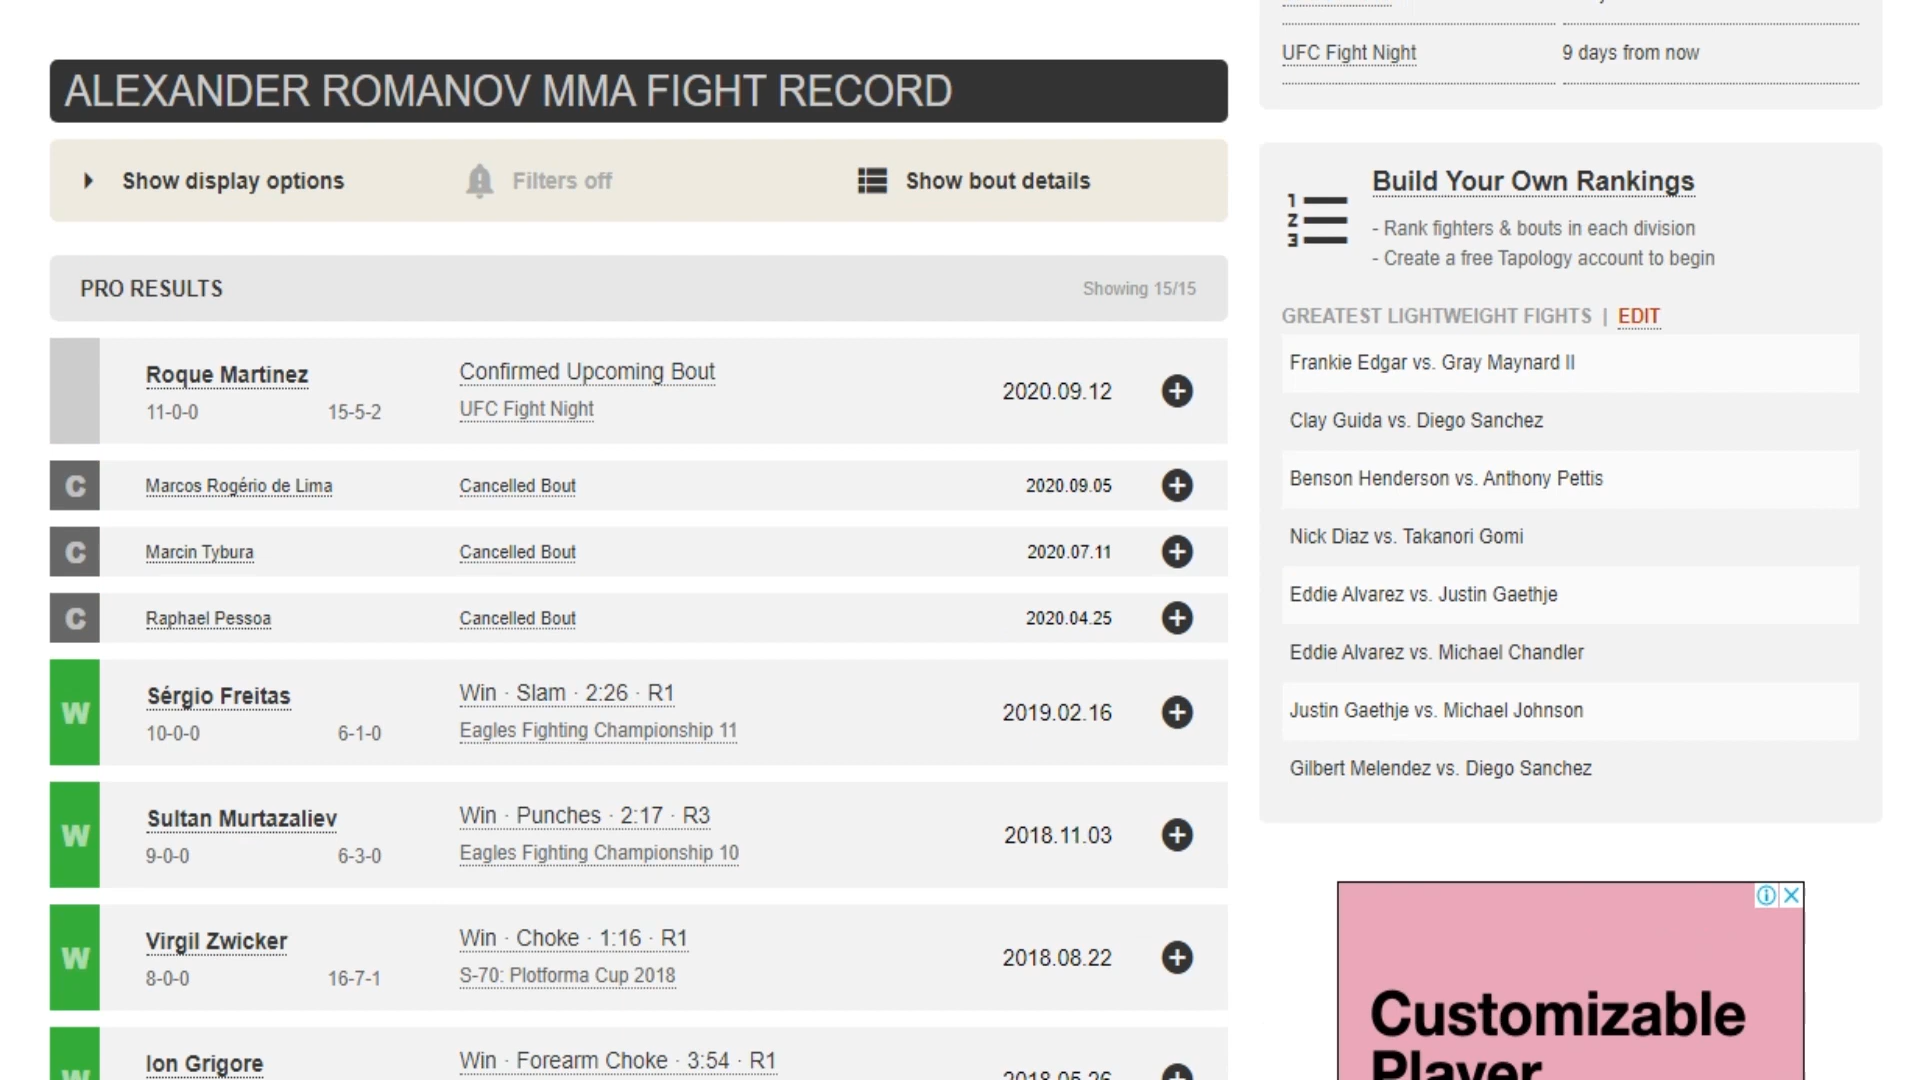 UFC Fight Night 9 days from now
ALEXANDER ROMANOV MMA FIGHT RECORD
Show display options Filters off Show bout details
PRO RESULTS Showing 15/15
Roque Martinez Confirmed Upcoming Bout
11-0-0 15-5-2 UFC Fight Night 2020.09.12
C Marcos Rogério de Lima Cancelled Bout 2020.09.05
C Marcin Tybura Cancelled Bout 2020.07.11
C Raphael Pessoa Cancelled Bout 2020.04.25
W Sérgio Freitas Win · Slam · 2:26 · R1 2019.02.16
10-0-0 6-1-0 Eagles Fighting Championship 11
W Sultan Murtazaliev Win · Punches · 2:17 · R3 2018.11.03
9-0-0 6-3-0 Eagles Fighting Championship 10
W Virgil Zwicker Win · Choke · 1:16 · R1 2018.08.22
8-0-0 16-7-1 S-70: Plotforma Cup 2018
W Ion Grigore Win · Forearm Choke · 3:54 · R1 2018.05.26
1 2 3 Build Your Own Rankings
- Rank fighters & bouts in each division
- Create a free Tapology account to begin
GREATEST LIGHTWEIGHT FIGHTS | EDIT
Frankie Edgar vs. Gray Maynard II
Clay Guida vs. Diego Sanchez
Benson Henderson vs. Anthony Pettis
Nick Diaz vs. Takanori Gomi
Eddie Alvarez vs. Justin Gaethje
Eddie Alvarez vs. Michael Chandler
Justin Gaethje vs. Michael Johnson
Gilbert Melendez vs. Diego Sanchez
Customizable
Player